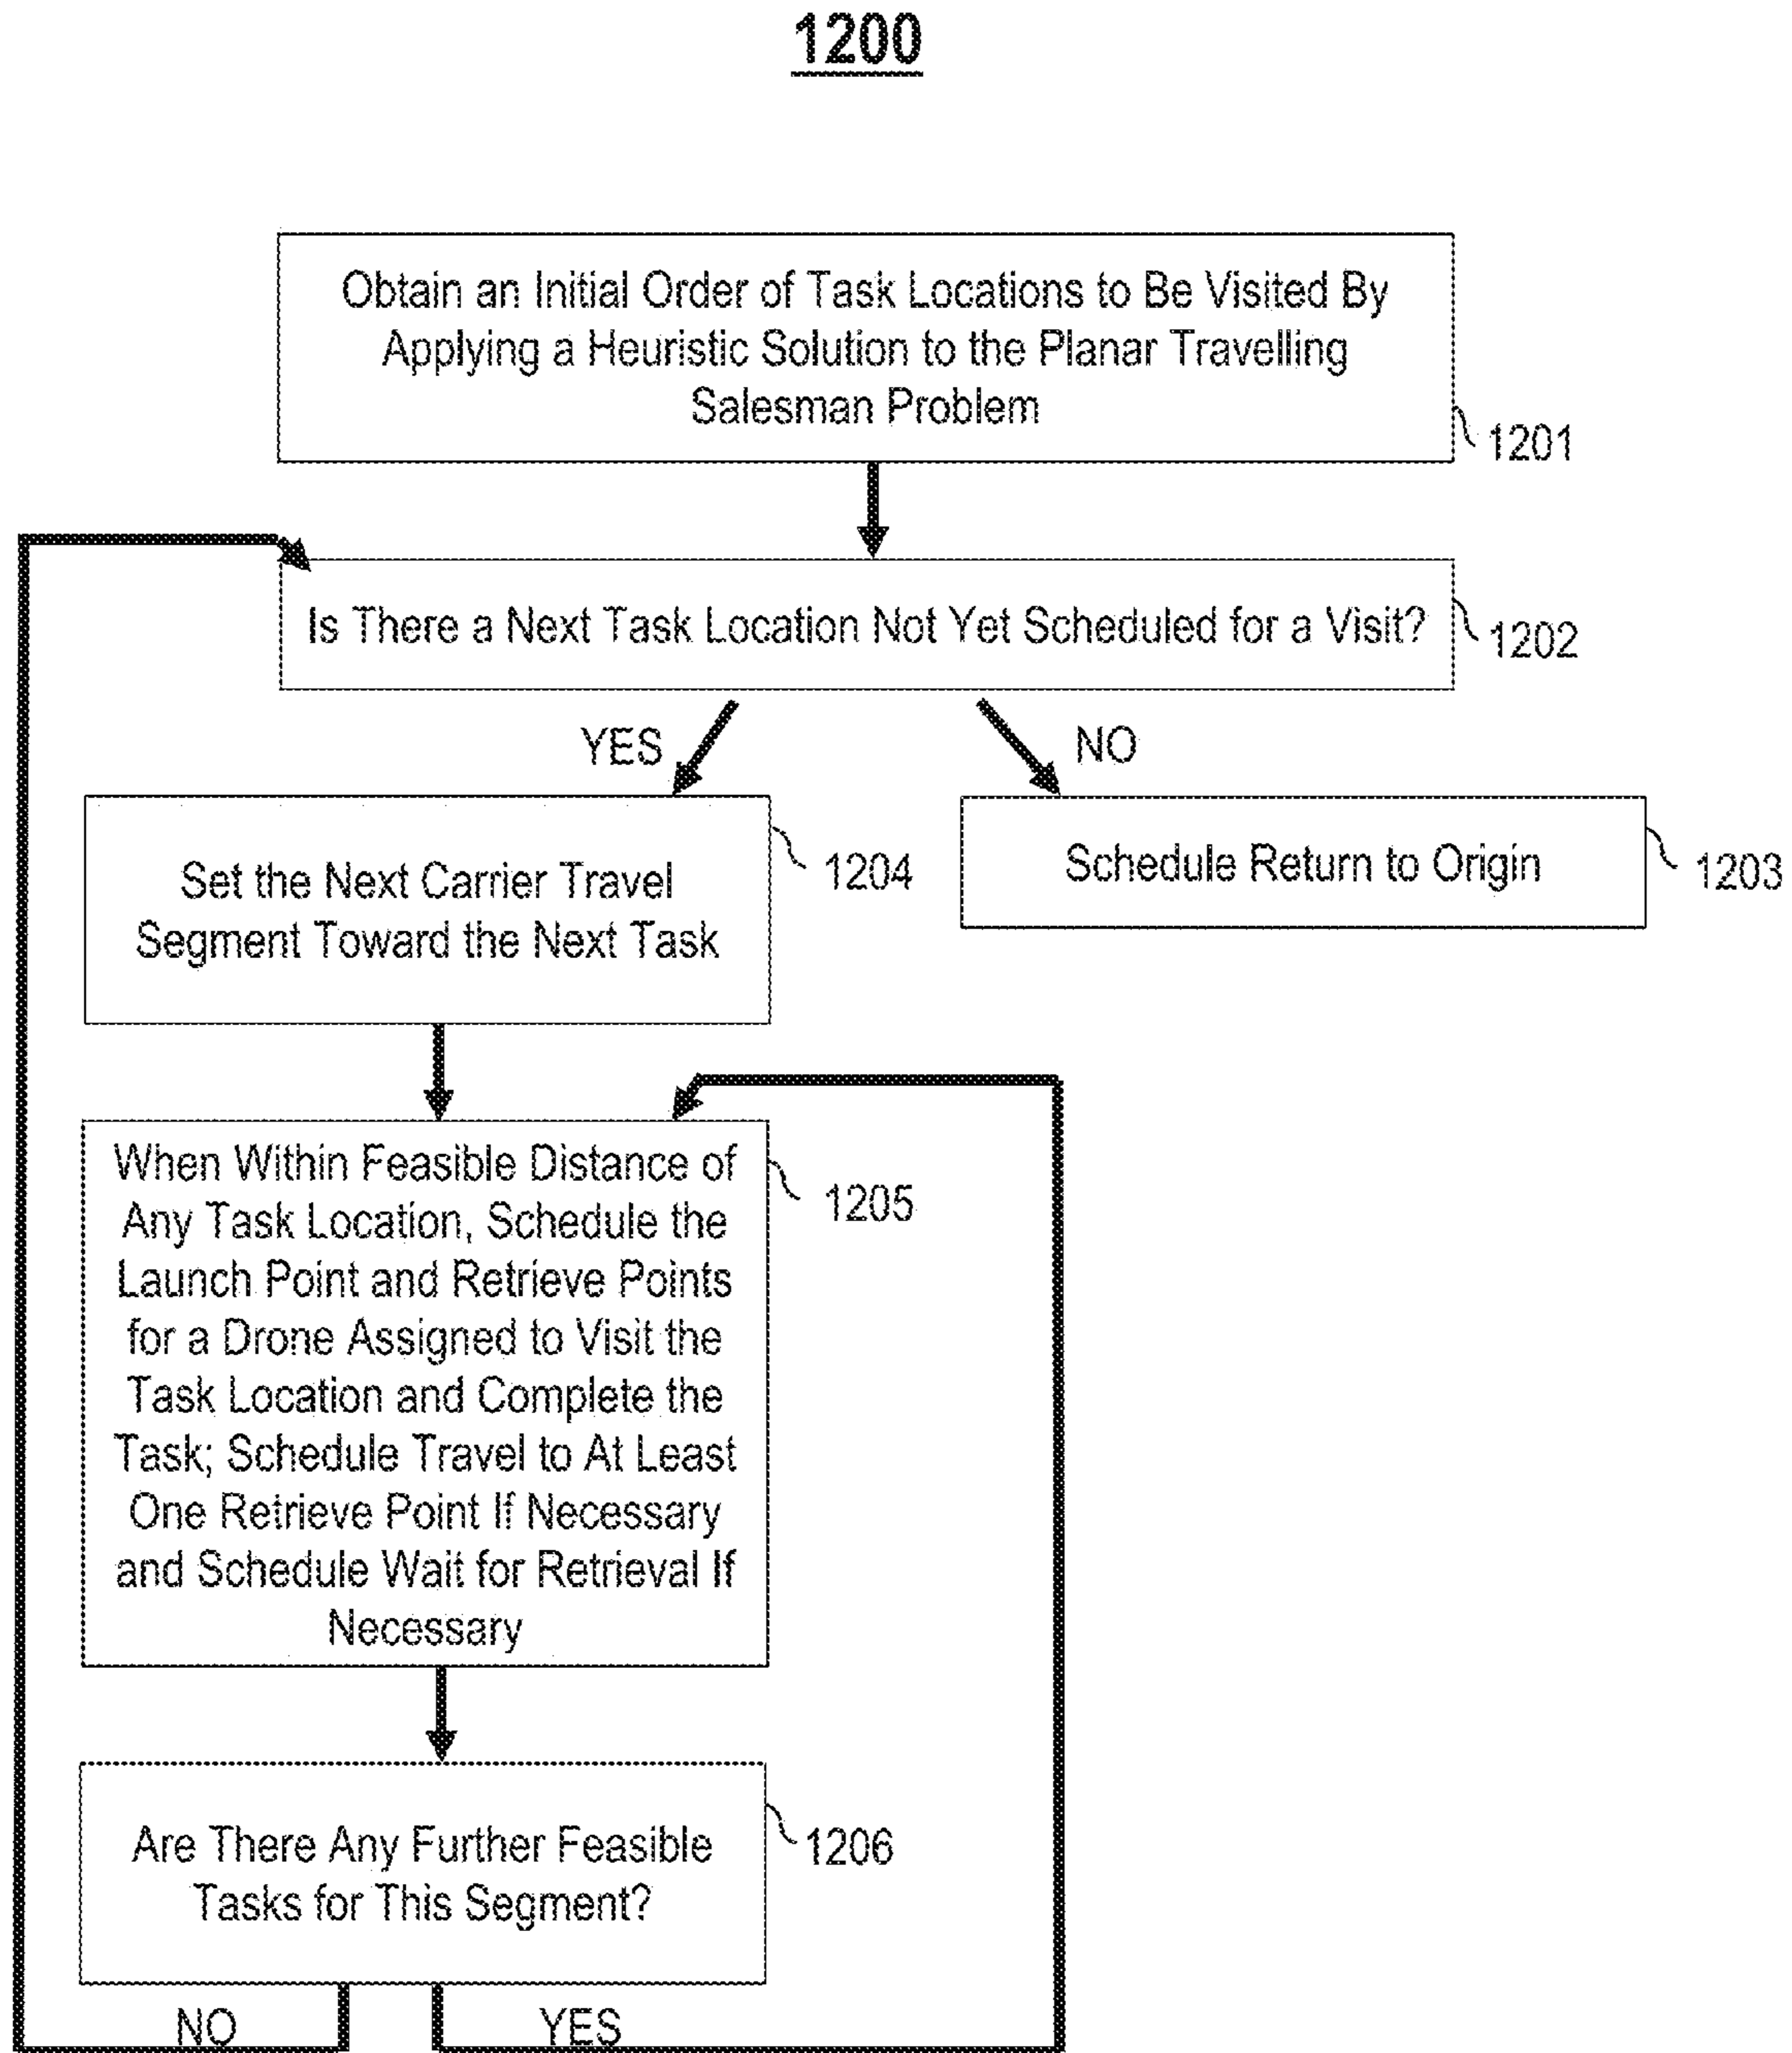 1200
Obtain an Initial Order of Task Locations to Be Visited By
Applying a Heuristic Solution to the Planar Travelling
Salesman Problem
1201
Is There a Next Task Location Not Yet Scheduled for a Visit?
1202
YES
NO
Set the Next Carrier Travel
Segment Toward the Next Task
1204
Schedule Return to Origin
1203
When Within Feasible Distance of
Any Task Location, Schedule the
Launch Point and Retrieve Points
for a Drone Assigned to Visit the
Task Location and Complete the
Task; Schedule Travel to At Least
One Retrieve Point If Necessary
and Schedule Wait for Retrieval If
Necessary
1205
Are There Any Further Feasible
Tasks for This Segment?
1206
NO
YES